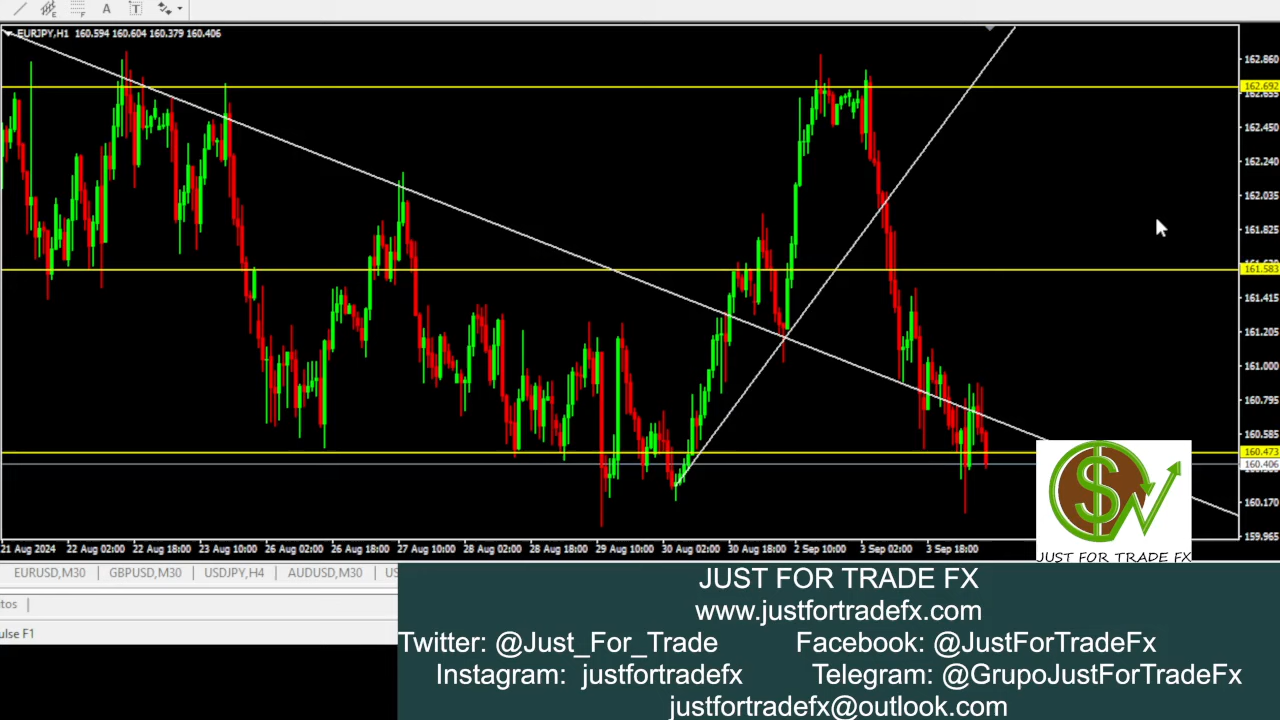 A
T
E
F
EURJPY,H1 160.594 160.604 160.379 160.406
162.860
162.692
162.450
162.240
162.035
161.825
161.583
161.415
161.205
161.000
160.795
160.585
160.473
160.406
160.170
159.965
21 Aug 2024 22 Aug 02:00 22 Aug 18:00 23 Aug 10:00 26 Aug 02:00 26 Aug 18:00 27 Aug 10:00 28 Aug 02:00 28 Aug 18:00 29 Aug 10:00 30 Aug 02:00 30 Aug 18:00 2 Sep 10:00 3 Sep 02:00 3 Sep 18:00
JUST FOR TRADE FX
EURUSD,M30 | GBPUSD,M30 | USDJPY,H4 | AUDUSD,M30 | US
tos |
ulse F1
JUST FOR TRADE FX
www.justfortradefx.com
Twitter: @Just_For_Trade Facebook: @JustForTradeFx
Instagram: justfortradefx Telegram: @GrupoJustForTradeFx
justfortradefx@outlook.com